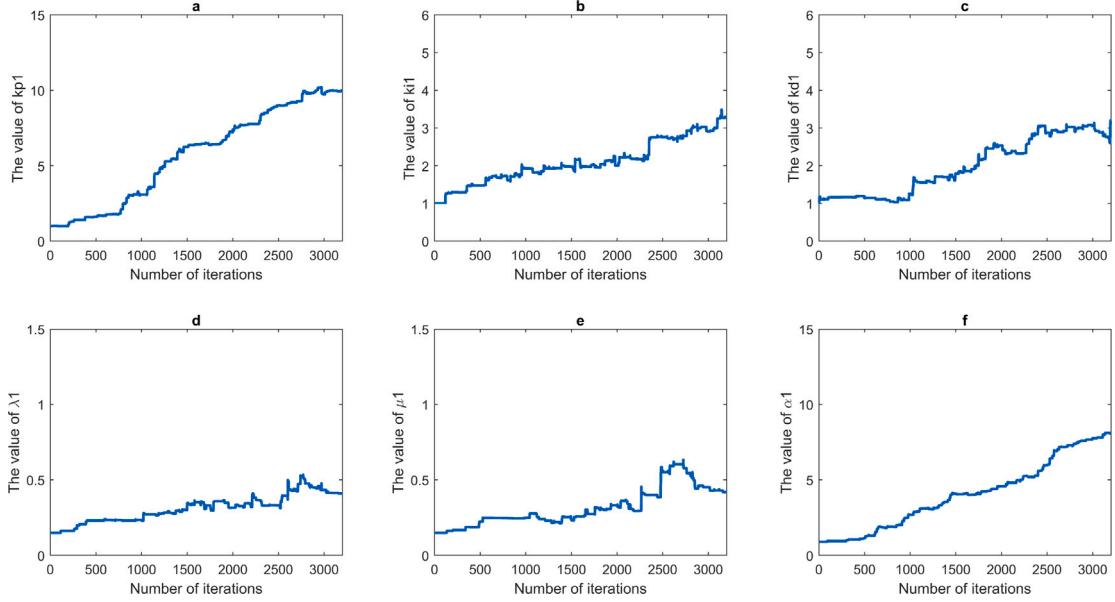 a
15
10
5
0
The value of kp1
0 500 1000 1500 2000 2500 3000
Number of iterations
b
6
5
4
3
2
1
0
The value of ki1
0 500 1000 1500 2000 2500 3000
Number of iterations
c
6
5
4
3
2
1
0
The value of kd1
0 500 1000 1500 2000 2500 3000
Number of iterations
d
1.5
1
0.5
0
The value of λ1
0 500 1000 1500 2000 2500 3000
Number of iterations
e
1.5
1
0.5
0
The value of μ1
0 500 1000 1500 2000 2500 3000
Number of iterations
f
15
10
5
0
The value of α1
0 500 1000 1500 2000 2500 3000
Number of iterations